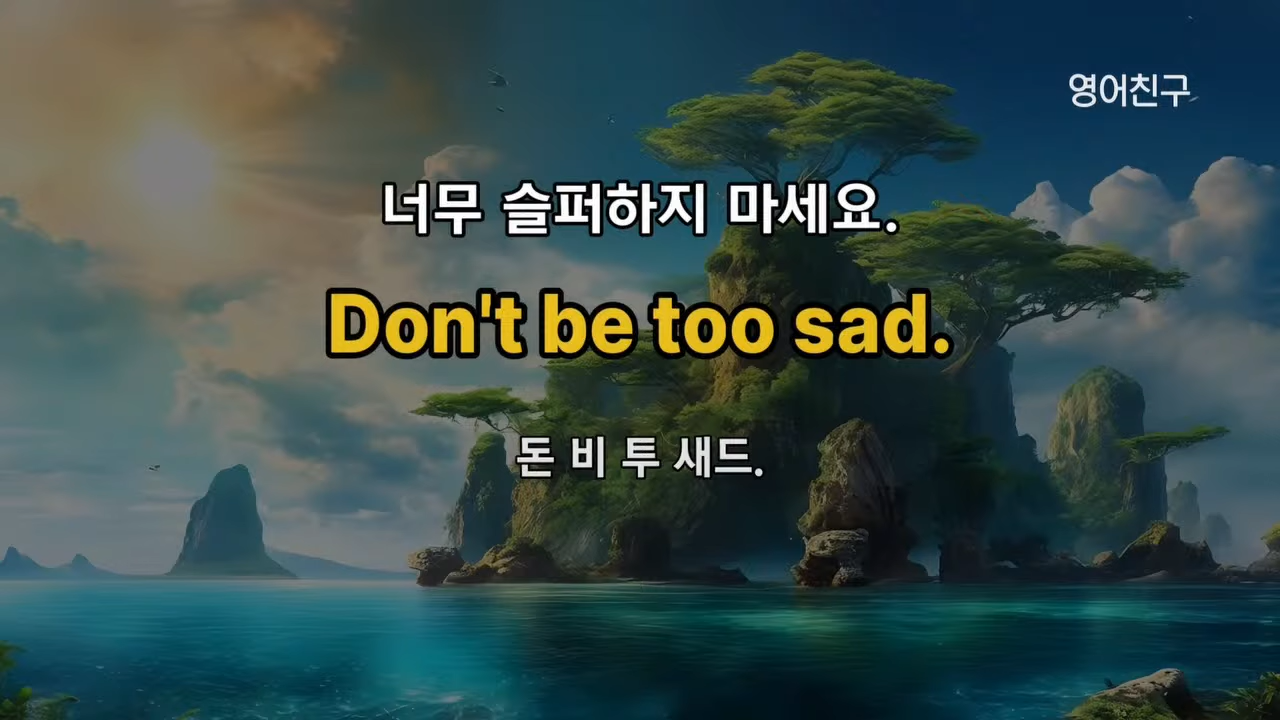 영어친구
너무 슬퍼하지 마세요.
Don't be too sad.
돈 비 투 새드.